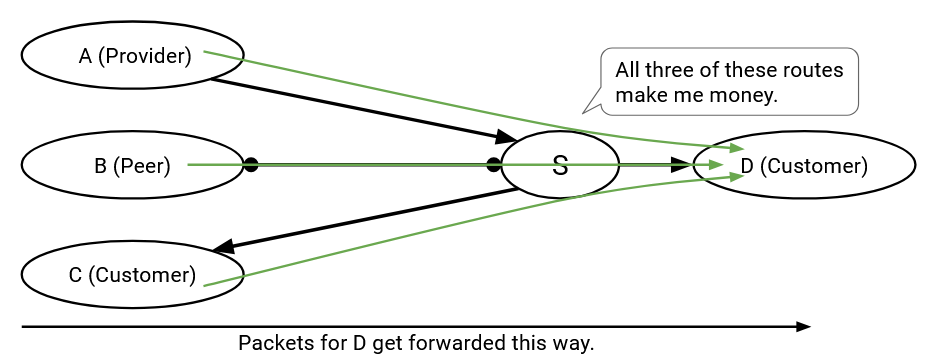 A (Provider)
All three of these routes
make me money.
B (Peer)
S
D (Customer)
C (Customer)
Packets for D get forwarded this way.